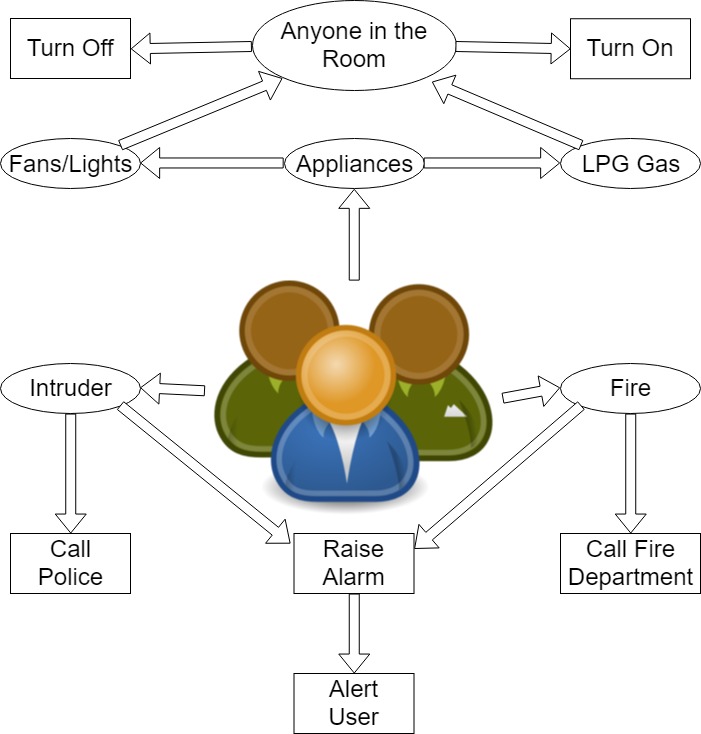 Anyone in the
Room
Turn Off
Turn On
Fans/Lights
Appliances
LPG Gas
Intruder
Fire
Call
Police
Raise
Alarm
Call Fire
Department
Alert
User